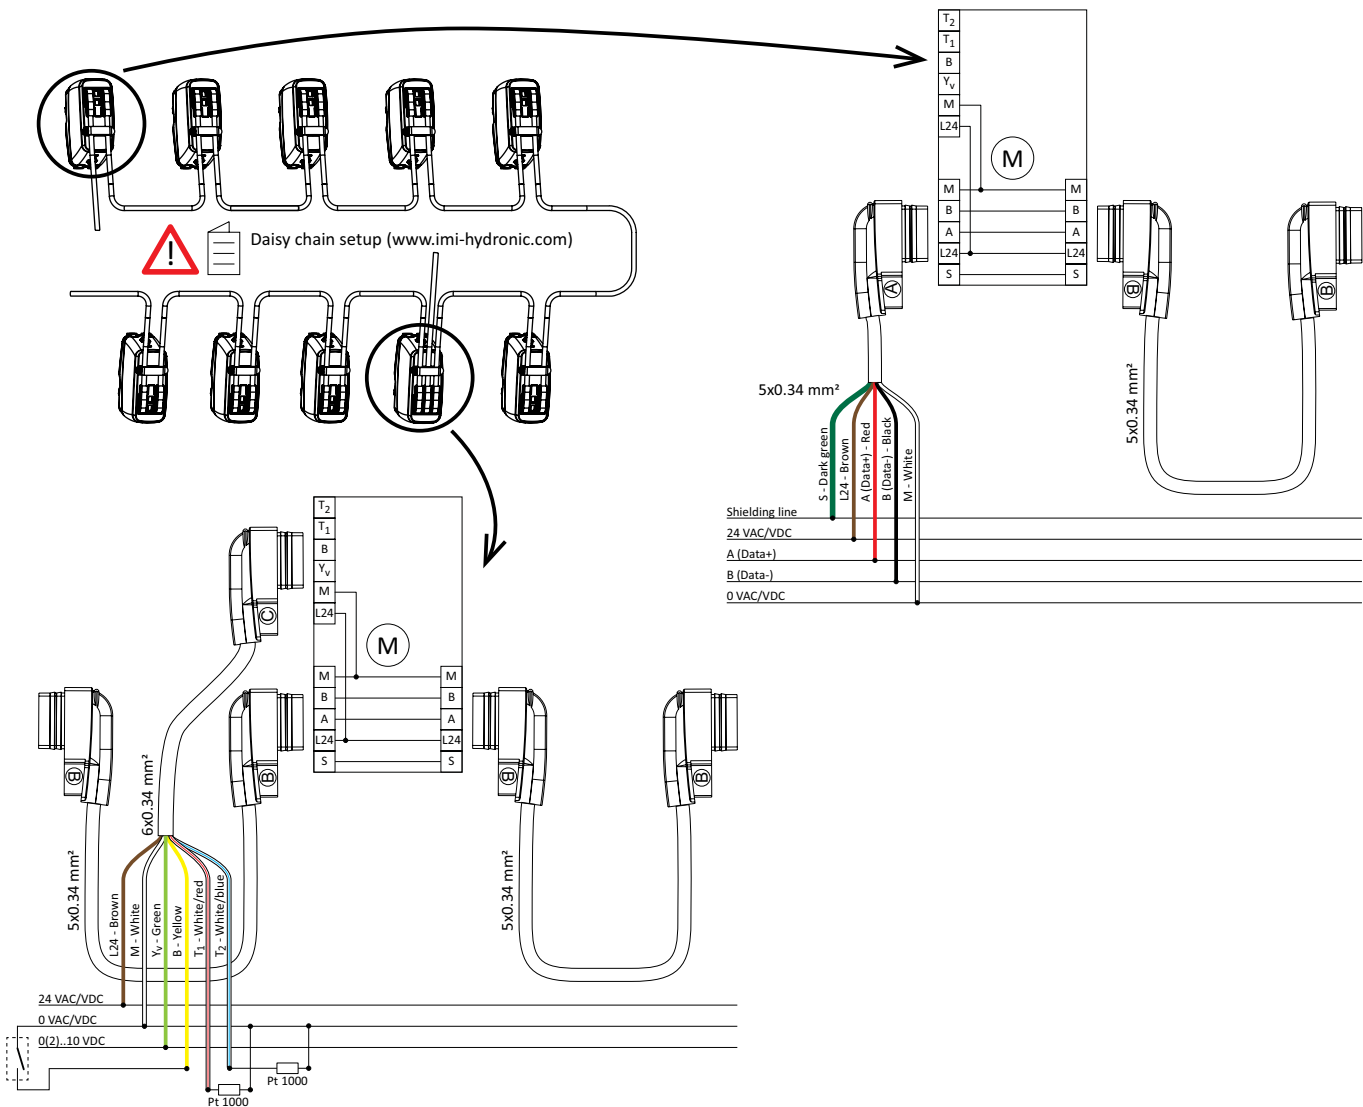 T2
T1
B
Yv
M
L24
M
M
M
B
B
A
A
L24
L24
S
S
A
B
B
Daisy chain setup (www.imi-hydronic.com)
5x0.34 mm²
5x0.34 mm²
S - Dark green
L24 - Brown
A (Data+) - Red
B (Data-) - Black
M - White
Shielding line
24 VAC/VDC
A (Data+)
B (Data-)
0 VAC/VDC
T2
T1
B
Yv
M
L24
M
M
M
B
B
A
A
L24
L24
S
S
C
B
B
B
B
6x0.34 mm²
5x0.34 mm²
5x0.34 mm²
L24 - Brown
M - White
Yv - Green
B - Yellow
T1 - White/red
T2 - White/blue
24 VAC/VDC
0 VAC/VDC
0(2)..10 VDC
Pt 1000
Pt 1000